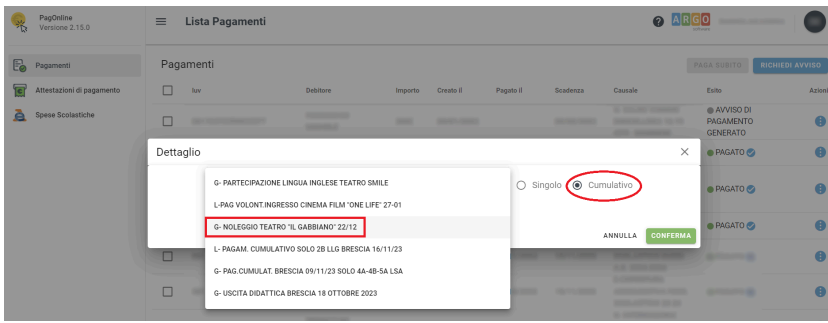 PagOnline
Versione 2.15.0
Lista Pagamenti
ARGO
software
Pagamenti
Attestazioni di pagamento
Spese Scolastiche
Pagamenti
PAGA SUBITO
RICHIEDI AVVISO
Iuv
Debitore
Importo
Creato il
Pagato il
Scadenza
Causale
Esito
Azioni
AVVISO DI
PAGAMENTO
GENERATO
Dettaglio
PAGATO
G- PARTECIPAZIONE LINGUA INGLESE TEATRO SMILE
Singolo
Cumulativo
PAGATO
L-PAG VOLONT.INGRESSO CINEMA FILM "ONE LIFE" 27-01
G- NOLEGGIO TEATRO "IL GABBIANO" 22/12
PAGATO
ANNULLA
CONFERMA
L- PAGAM. CUMULATIVO SOLO 2B LLG BRESCIA 16/11/23
G- PAG.CUMULAT. BRESCIA 09/11/23 SOLO 4A-4B-5A LSA
G- USCITA DIDATTICA BRESCIA 18 OTTOBRE 2023